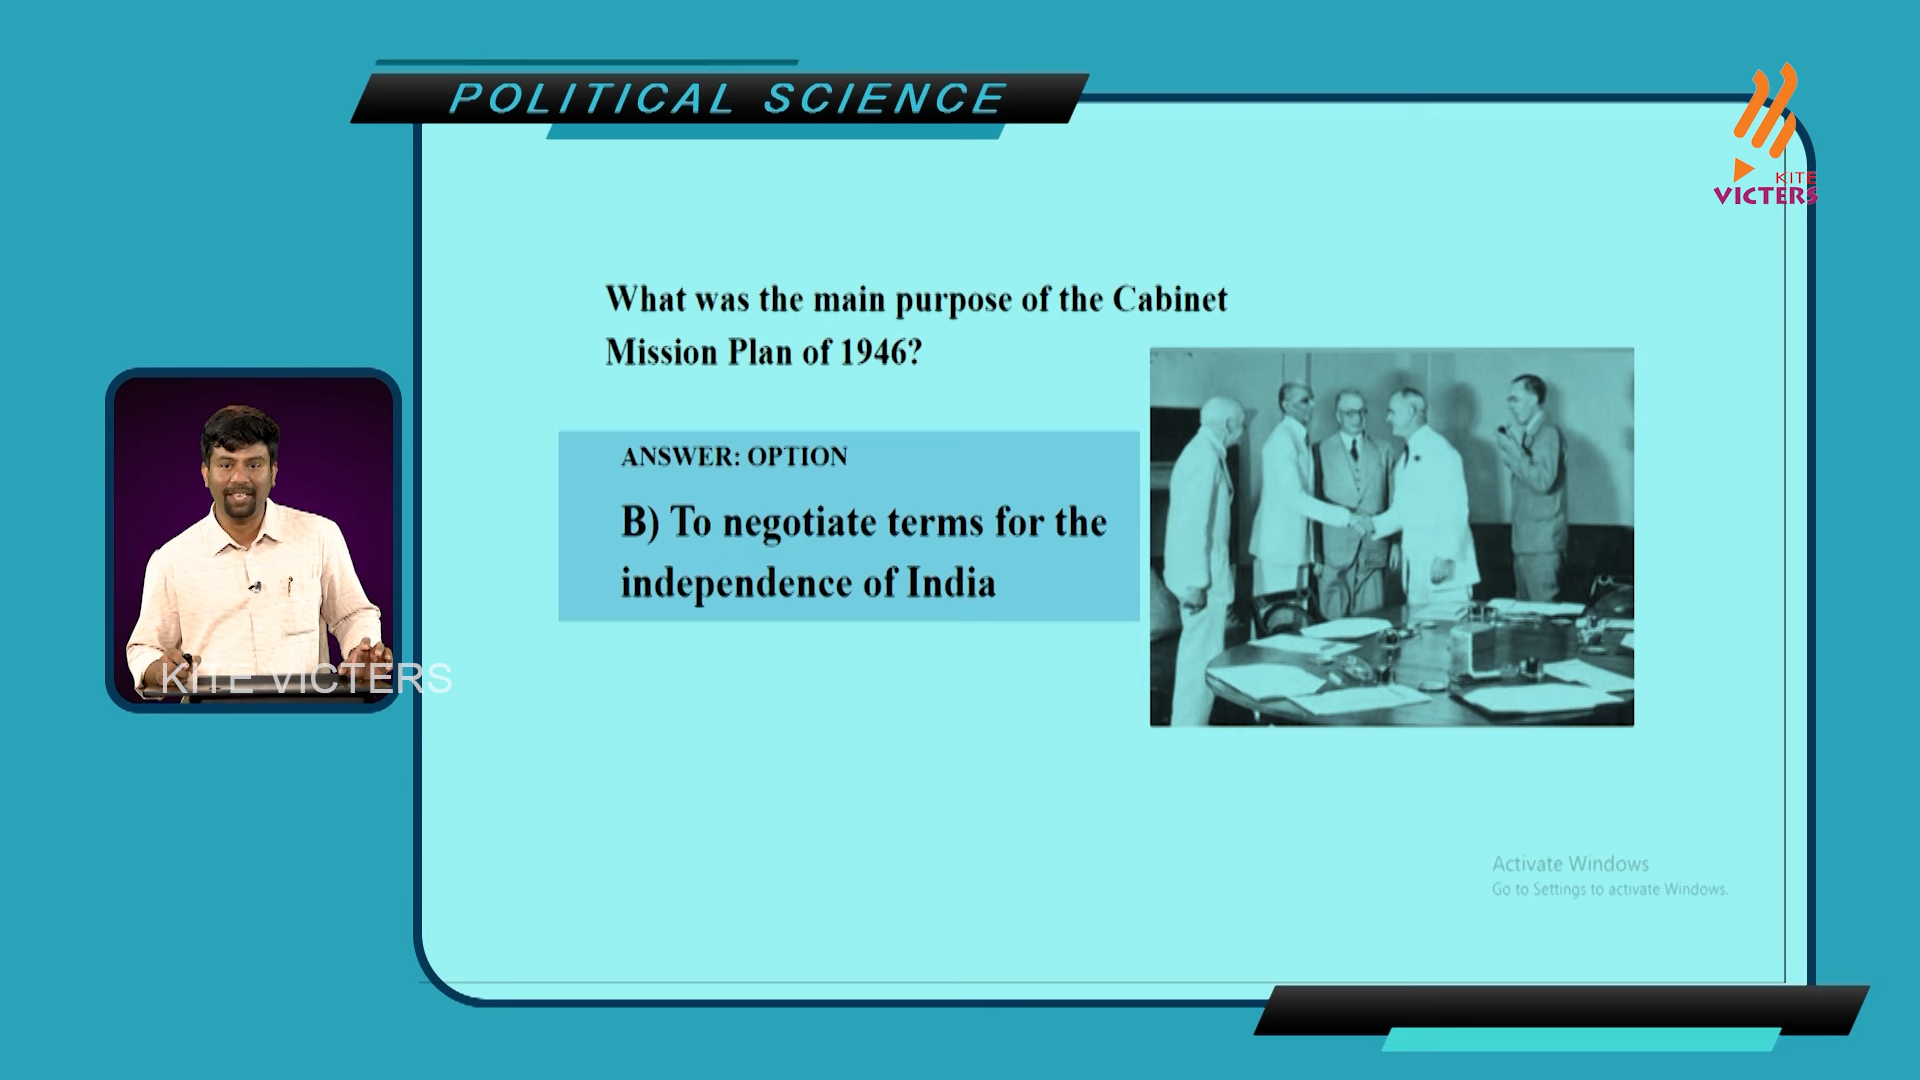 POLITICAL SCIENCE
KITE
VICTERS
What was the main purpose of the Cabinet
Mission Plan of 1946?
ANSWER: OPTION
B) To negotiate terms for the
independence of India
KITE VICTERS
Activate Windows
Go to Settings to activate Windows.